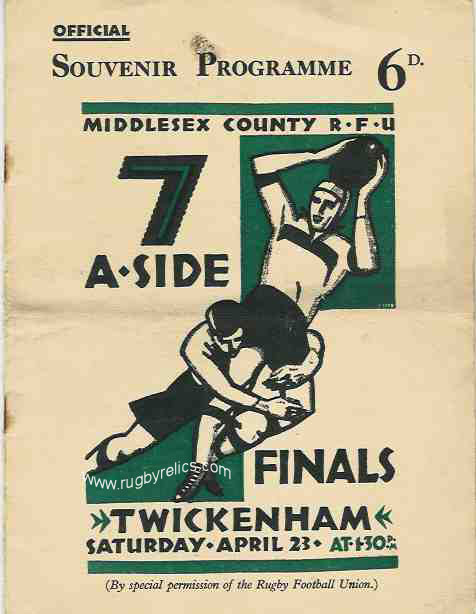 OFFICIAL
SOUVENIR PROGRAMME 6D.
MIDDLESEX COUNTY R·F·U
7
A·SIDE
www.rugbyrelics.com
FINALS
»TWICKENHAM«
SATURDAY·APRIL 23· AT·1·30 P.M.
(By special permission of the Rugby Football Union.)